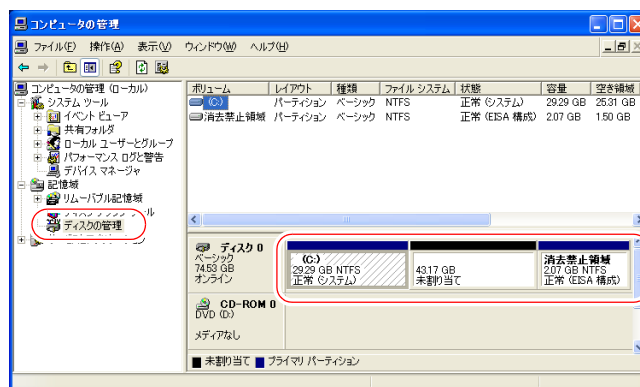 コンピュータの管理
ファイル(F) 操作(A) 表示(V) ウィンドウ(W) ヘルプ(H)
コンピュータの管理 (ローカル)
システム ツール
イベント ビューア
共有フォルダ
ローカル ユーザーとグループ
パフォーマンス ログと警告
デバイス マネージャ
記憶域
リムーバブル記憶域
ディスクの管理
ボリューム レイアウト 種類 ファイル システム 状態 容量 空き領域
(C:) パーティション ベーシック NTFS 正常 (システム) 29.29 GB 25.31 GB
消去禁止領域 パーティション ベーシック NTFS 正常 (EISA 構成) 2.07 GB 1.50 GB
ディスク 0
ベーシック
74.53 GB
オンライン
(C:)
29.29 GB NTFS
正常 (システム)
43.17 GB
未割り当て
消去禁止領域
2.07 GB NTFS
正常 (EISA 構成)
CD-ROM 0
DVD (D:)
メディアなし
未割り当て プライマリ パーティション